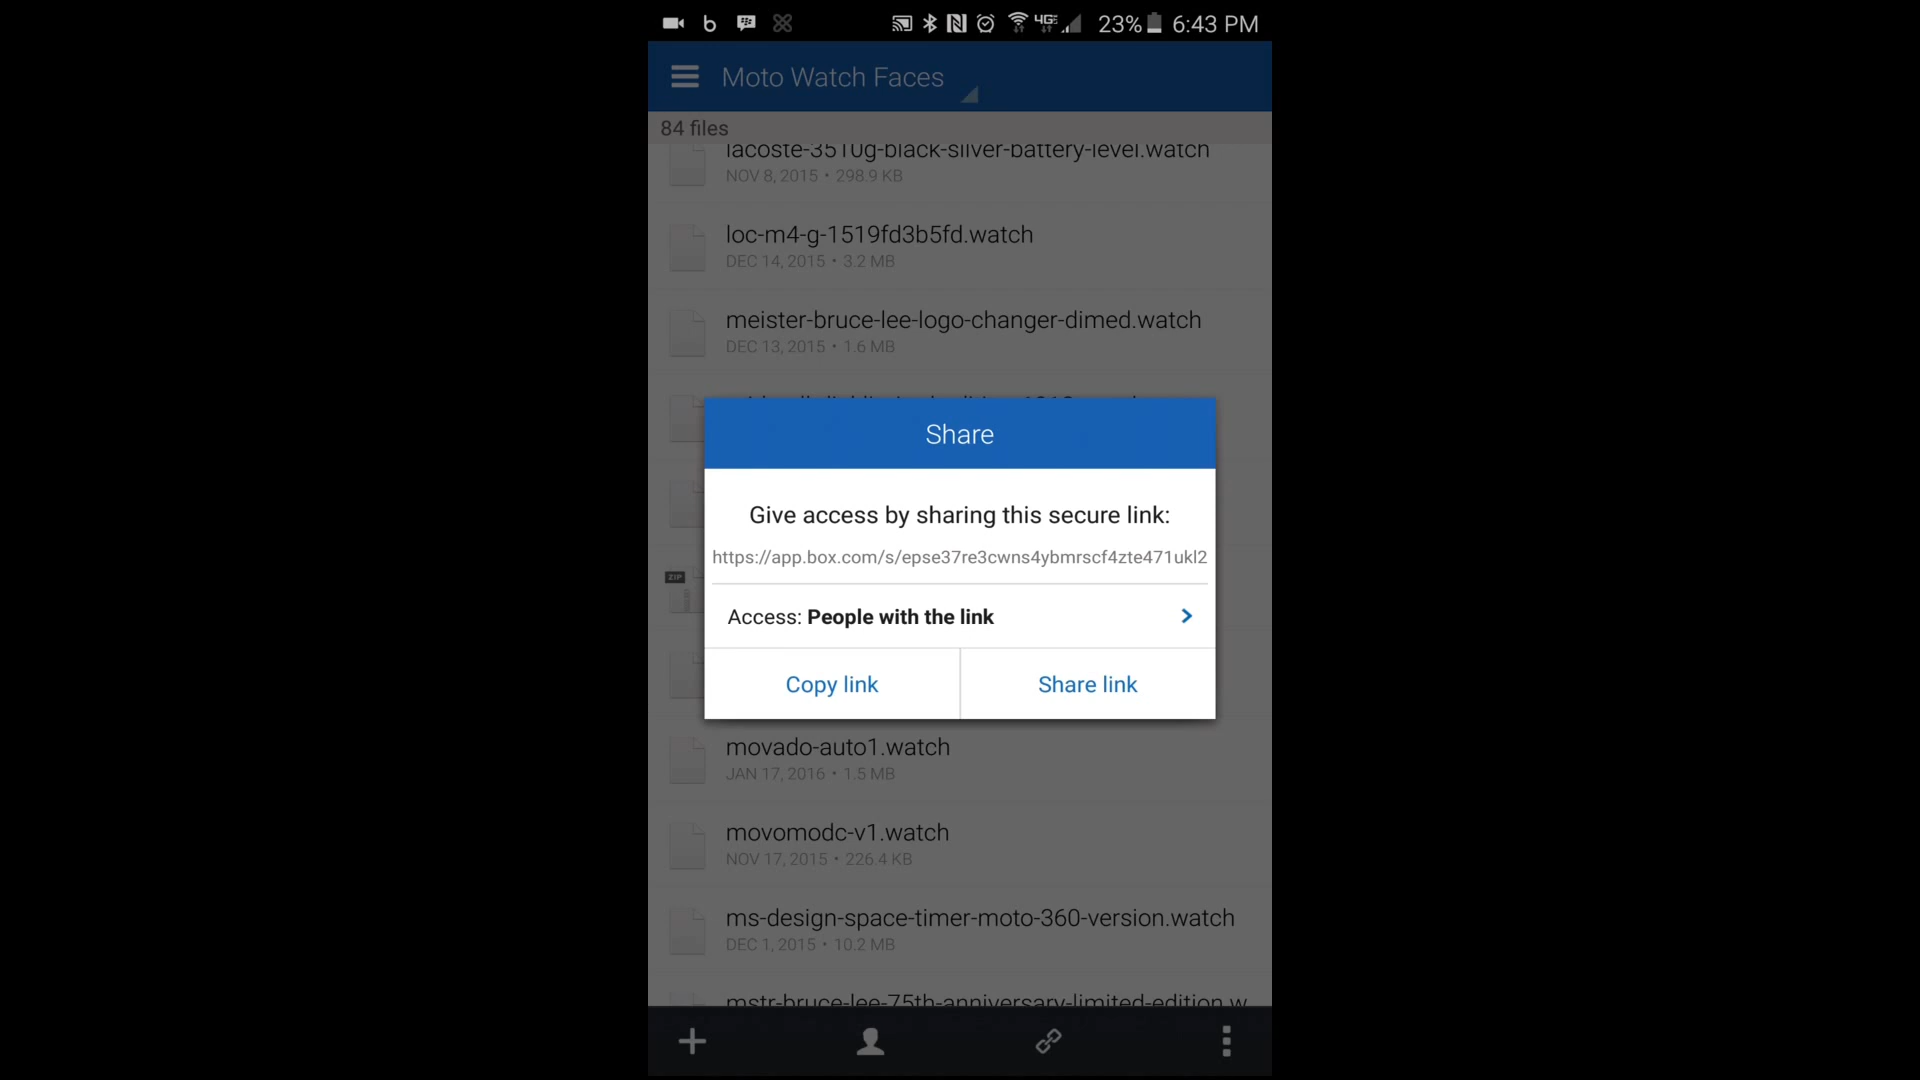 4G
23%
6:43 PM
Moto Watch Faces
84 files
lacoste-3510g-black-silver-battery-level.watch
NOV 8, 2015 • 298.9 KB
loc-m4-g-1519fd3b5fd.watch
DEC 14, 2015 • 3.2 MB
meister-bruce-lee-logo-changer-dimed.watch
DEC 13, 2015 • 1.6 MB
Share
Give access by sharing this secure link:
https://app.box.com/s/epse37re3cwns4ybmrscf4zte471ukl2
ZIP
Access: People with the link
Copy link
Share link
movado-auto1.watch
JAN 17, 2016 • 1.5 MB
movomodc-v1.watch
NOV 17, 2015 • 226.4 KB
ms-design-space-timer-moto-360-version.watch
DEC 1, 2015 • 10.2 MB
mstr-bruce-lee-75th-anniversary-limited-edition.w